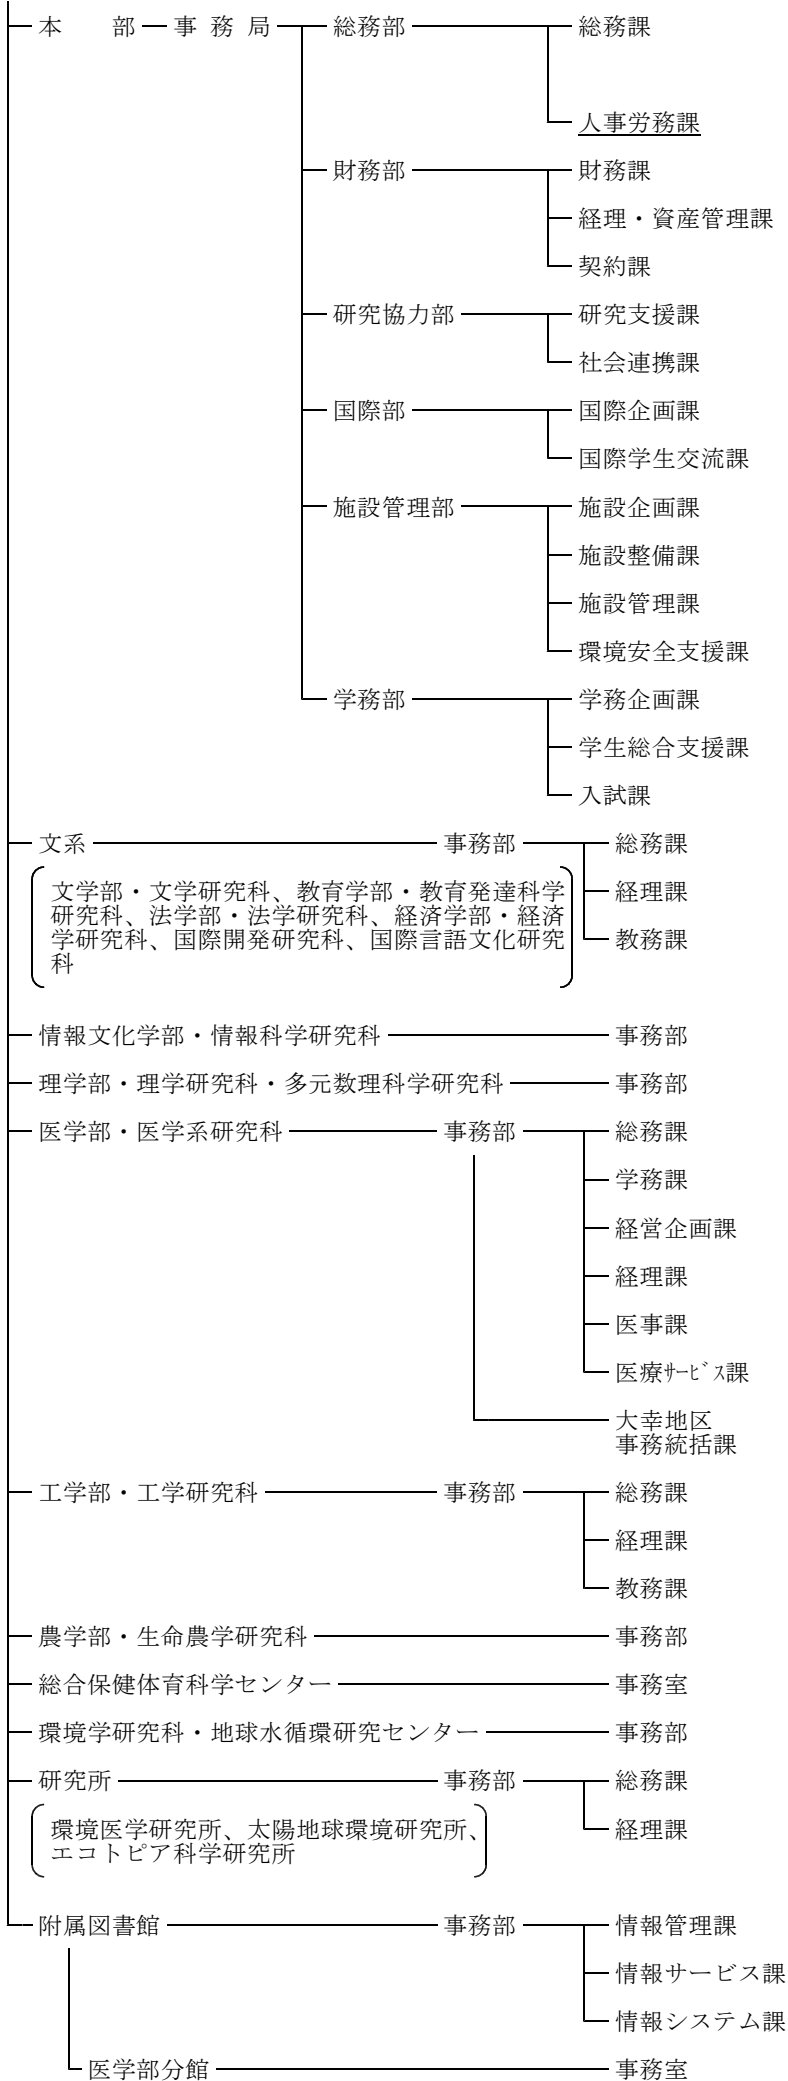 本 部 事 務 局 総務部 総務課
人事労務課
財務部 財務課
経理・資産管理課
契約課
研究協力部 研究支援課
社会連携課
国際部 国際企画課
国際学生交流課
施設管理部 施設企画課
施設整備課
施設管理課
環境安全支援課
学務部 学務企画課
学生総合支援課
入試課
文系 事務部 総務課
経理課
教務課
文学部・文学研究科、教育学部・教育発達科学
研究科、法学部・法学研究科、経済学部・経済
学研究科、国際開発研究科、国際言語文化研究
科
情報文化学部・情報科学研究科 事務部
理学部・理学研究科・多元数理科学研究科 事務部
医学部・医学系研究科 事務部 総務課
学務課
経営企画課
経理課
医事課
医療ｻｰﾋﾞｽ課
大幸地区
事務統括課
工学部・工学研究科 事務部 総務課
経理課
教務課
農学部・生命農学研究科 事務部
総合保健体育科学センター 事務室
環境学研究科・地球水循環研究センター 事務部
研究所 事務部 総務課
経理課
環境医学研究所、太陽地球環境研究所、
エコトピア科学研究所
附属図書館 事務部 情報管理課
情報サービス課
情報システム課
医学部分館 事務室